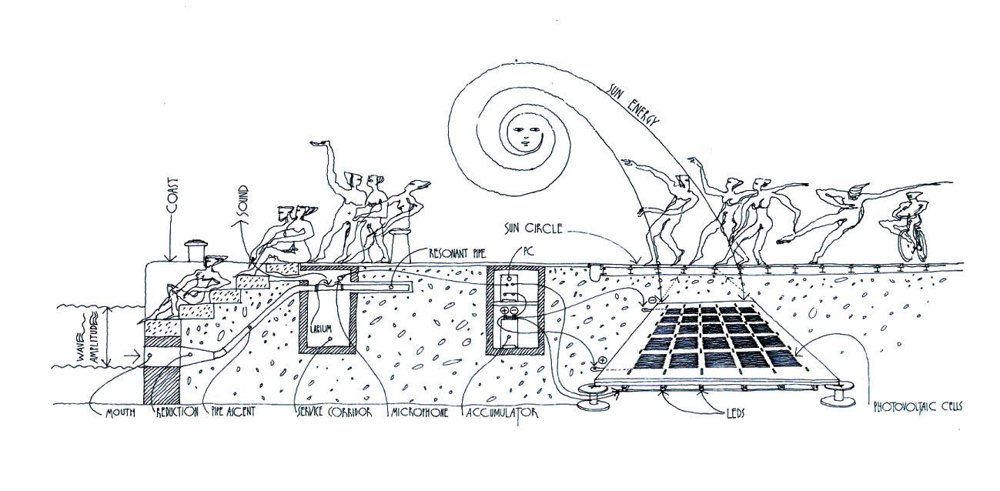 SUN ENERGY
COAST
SOUND
SUN CIRCLE
RESONANT PIPE
PC
LABIUM
WAVE
AMPLITUDE
MOUTH
REDUCTION
PIPE ASCENT
SERVICE CORRIDOR
MICROPHONE
ACCUMULATOR
LEDS
PHOTOVOLTAIC CELLS